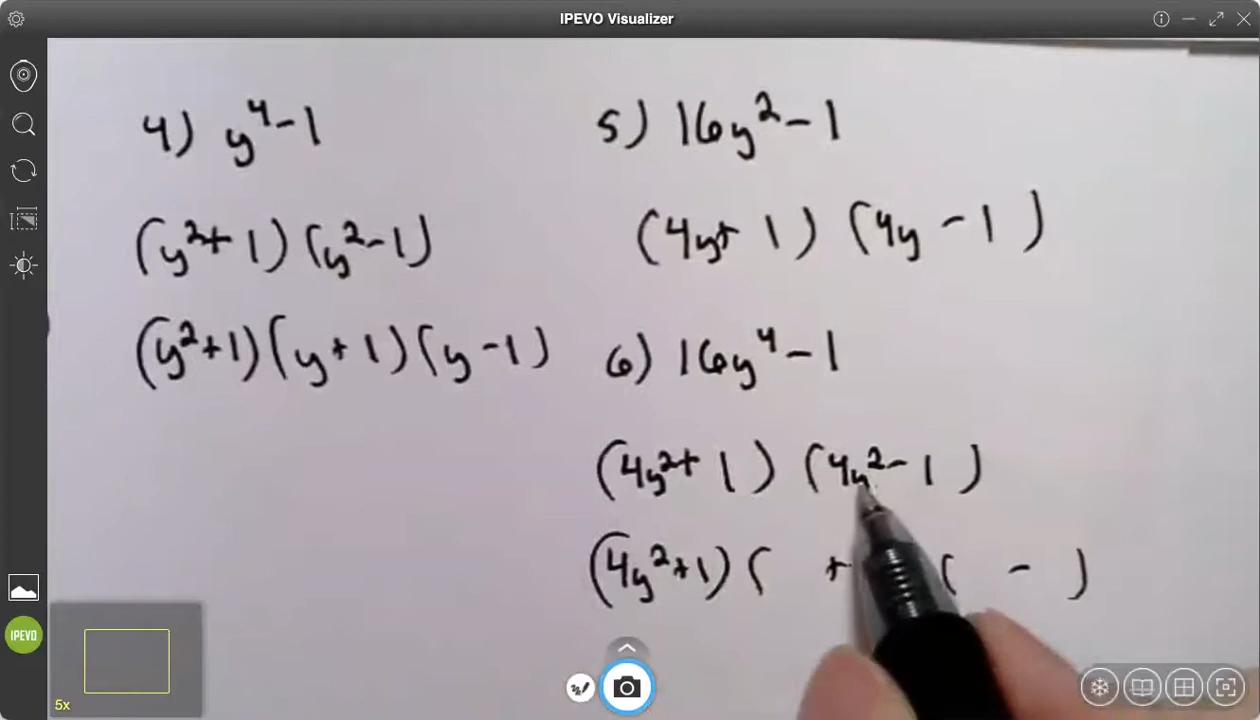 IPEVO Visualizer
4) y⁴-1
(y²+1)(y²-1)
(y²+1)(y+1)(y-1)
5) 16y²-1
(4y+1)(4y-1)
6) 16y⁴-1
(4y²+1)(4y²-1)
(4y²+1)( + ( - )
IPEVO
5x